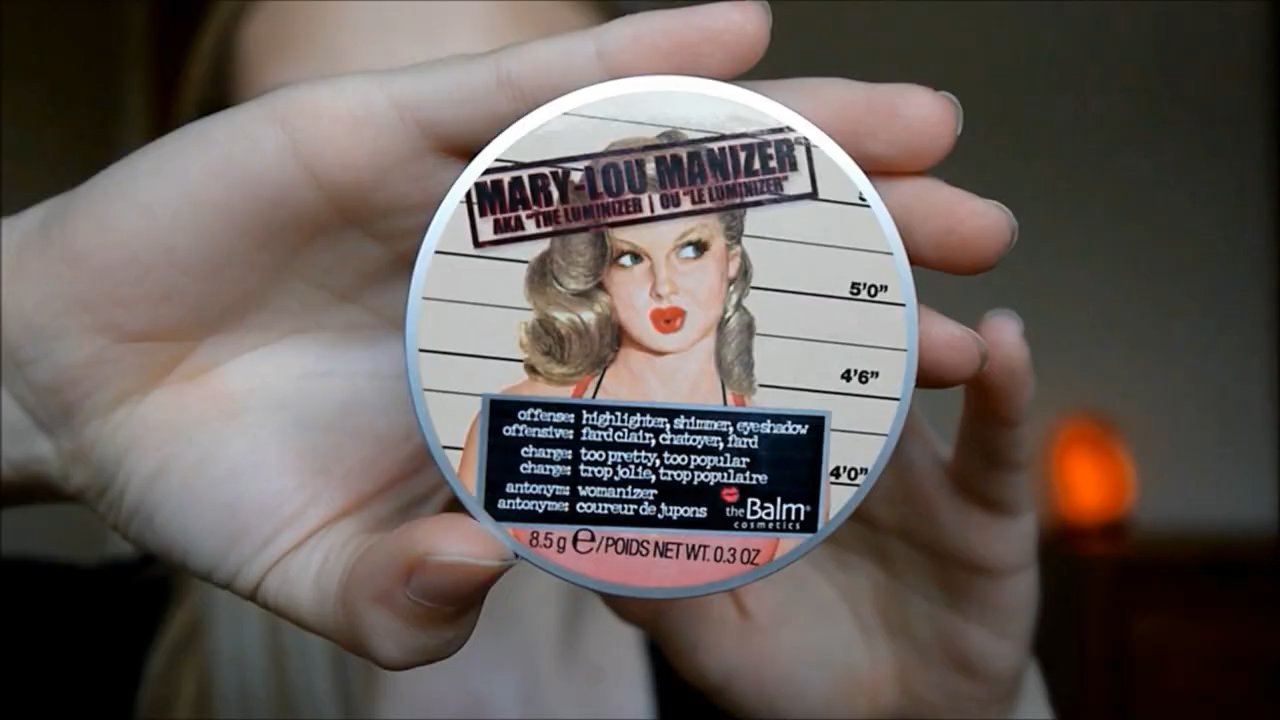 MARY-LOU MANIZER
AKA "THE LUMINIZER | OU "LE LUMINIZER"
5'0"
4'6"
4'0"
offense: highlighter, shimmer, eyeshadow
offensive: fard clair, chatoyer, fard
charge: too pretty, too popular
charge: trop jolie, trop populaire
antonym: womanizer
antonyme: coureur de jupons
theBalm®
cosmetics
8.5 g ℮/POIDS NET WT. 0.3 OZ